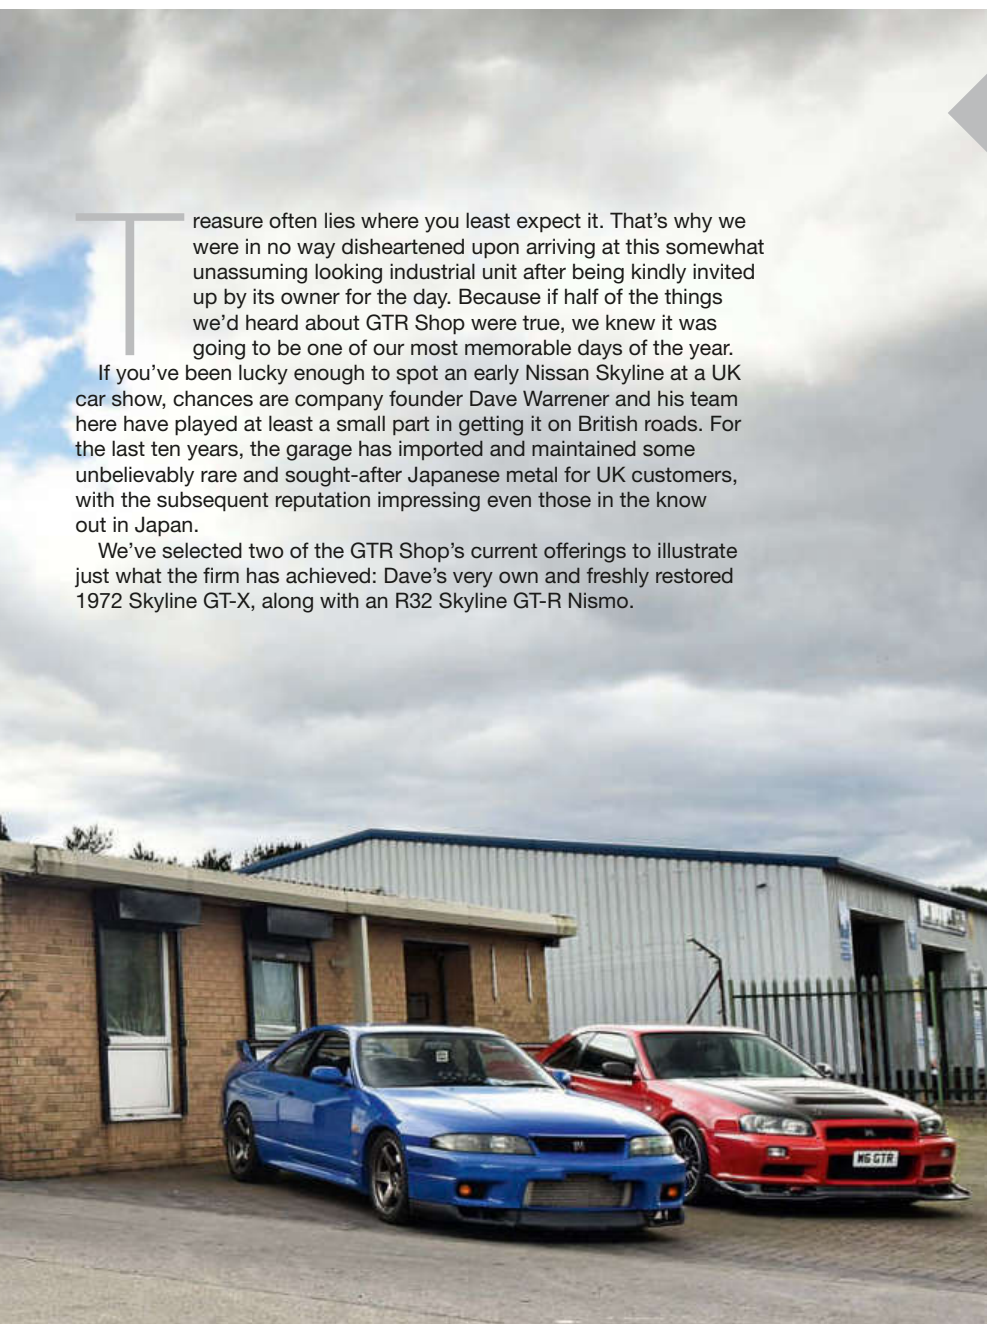 Treasure often lies where you least expect it. That’s why we
were in no way disheartened upon arriving at this somewhat
unassuming looking industrial unit after being kindly invited
up by its owner for the day. Because if half of the things
we’d heard about GTR Shop were true, we knew it was
going to be one of our most memorable days of the year.
If you’ve been lucky enough to spot an early Nissan Skyline at a UK
car show, chances are company founder Dave Warrener and his team
here have played at least a small part in getting it on British roads. For
the last ten years, the garage has imported and maintained some
unbelievably rare and sought-after Japanese metal for UK customers,
with the subsequent reputation impressing even those in the know
out in Japan.
We’ve selected two of the GTR Shop’s current offerings to illustrate
just what the firm has achieved: Dave’s very own and freshly restored
1972 Skyline GT-X, along with an R32 Skyline GT-R Nismo.
M6 GTR